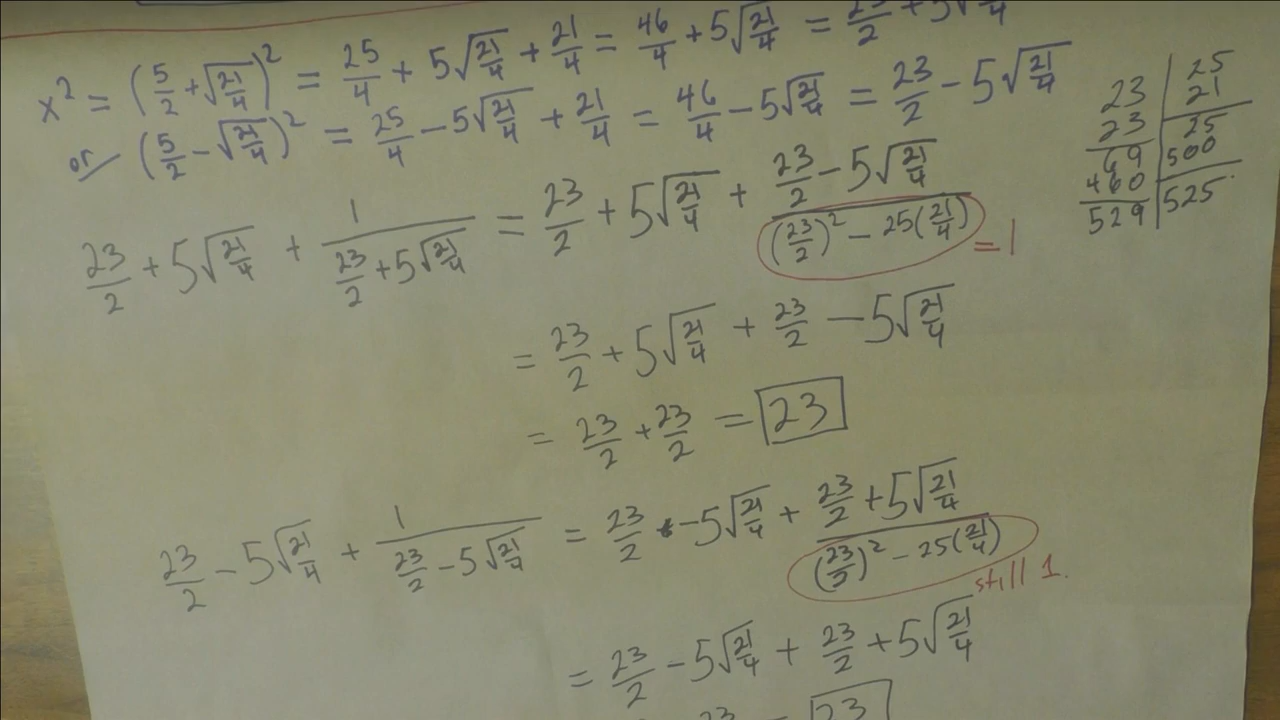 x² = (5/2 + √(21/4))² = 25/4 + 5√(21/4) + 21/4 = 46/4 + 5√(21/4) = 23/2 + 5√(21/4)
or (5/2 - √(21/4))² = 25/4 - 5√(21/4) + 21/4 = 46/4 - 5√(21/4) = 23/2 - 5√(21/4)
23/2 + 5√(21/4) + 1/(23/2 + 5√(21/4)) = 23/2 + 5√(21/4) + (23/2 - 5√(21/4))/((23/2)² - 25(21/4)) = 1
= 23/2 + 5√(21/4) + 23/2 - 5√(21/4)
= 23/2 + 23/2 = 23
23/2 - 5√(21/4) + 1/(23/2 - 5√(21/4)) = 23/2 - 5√(21/4) + (23/2 + 5√(21/4))/((23/2)² - 25(21/4)) still 1.
= 23/2 - 5√(21/4) + 23/2 + 5√(21/4)
23 = 23
23
23
69
460
529
25
21
25
500
525